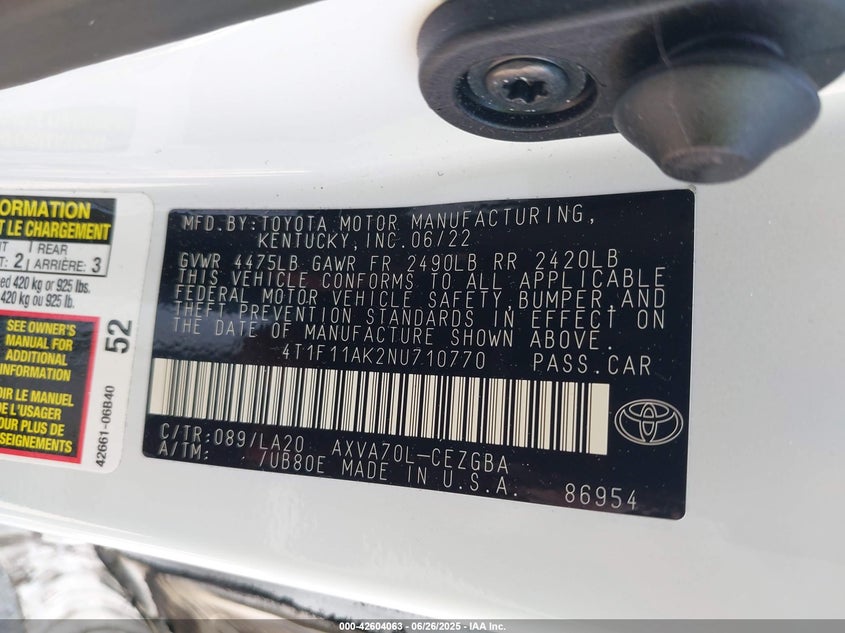 ORMATION
T LE CHARGEMENT
NT 1 REAR
T: 2 ARRIÈRE: 3
ed 420 kg or 925 lbs.
420 kg ou 925 lb.
SEE OWNER'S
MANUAL FOR
ADDITIONAL
INFORMATION
OIR LE MANUEL
DE L'USAGER
OUR PLUS DE
SEIGNEMENTS
52
42661-06B40
MFD.BY:TOYOTA MOTOR MANUFACTURING,
KENTUCKY, INC.06/22
GVWR 4475LB GAWR FR 2490LB RR 2420LB
THIS VEHICLE CONFORMS TO ALL APPLICABLE
FEDERAL MOTOR VEHICLE SAFETY, BUMPER, AND
THEFT PREVENTION STANDARDS IN EFFECT ON
THE DATE OF MANUFACTURE SHOWN ABOVE.
4T1F11AK2NU710770 PASS.CAR
C/TR:089/LA20 AXVA70L-CEZGBA
A/TM: /UB80E MADE IN U.S.A.
86954
000-42604063 - 06/26/2025 - IAA Inc.